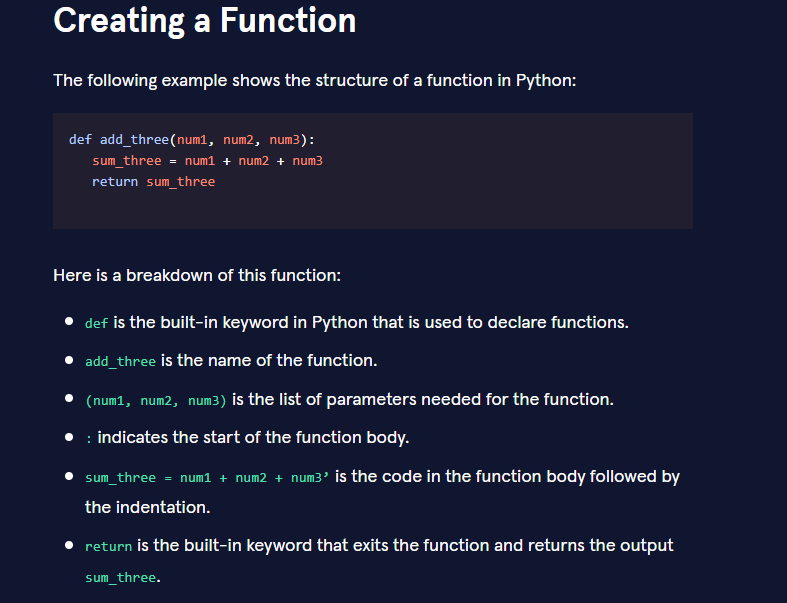 Creating a Function
The following example shows the structure of a function in Python:
def add_three(num1, num2, num3):
   sum_three = num1 + num2 + num3
   return sum_three
Here is a breakdown of this function:
• def is the built-in keyword in Python that is used to declare functions.
• add_three is the name of the function.
• (num1, num2, num3) is the list of parameters needed for the function.
• : indicates the start of the function body.
• sum_three = num1 + num2 + num3’ is the code in the function body followed by
the indentation.
• return is the built-in keyword that exits the function and returns the output
sum_three.